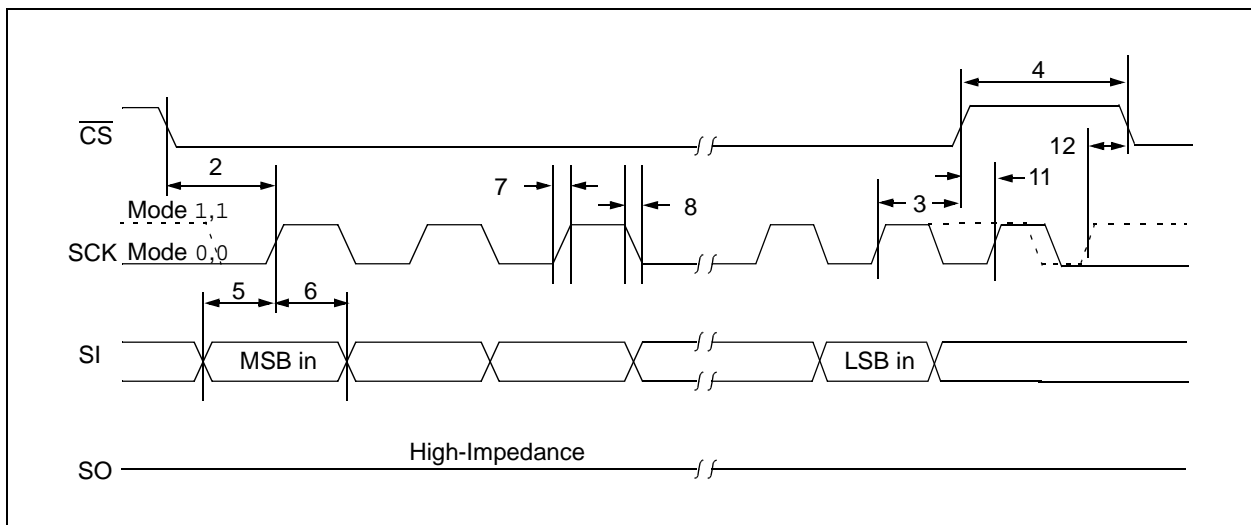 4
CS
12
2
11
7
3
8
Mode 1,1
SCK Mode 0,0
5 6
SI MSB in LSB in
High-Impedance
SO